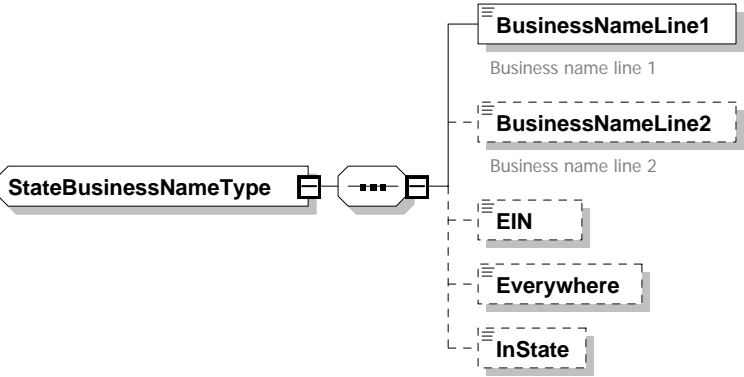 BusinessNameLine1
Business name line 1
BusinessNameLine2
Business name line 2
StateBusinessNameType
EIN
Everywhere
InState